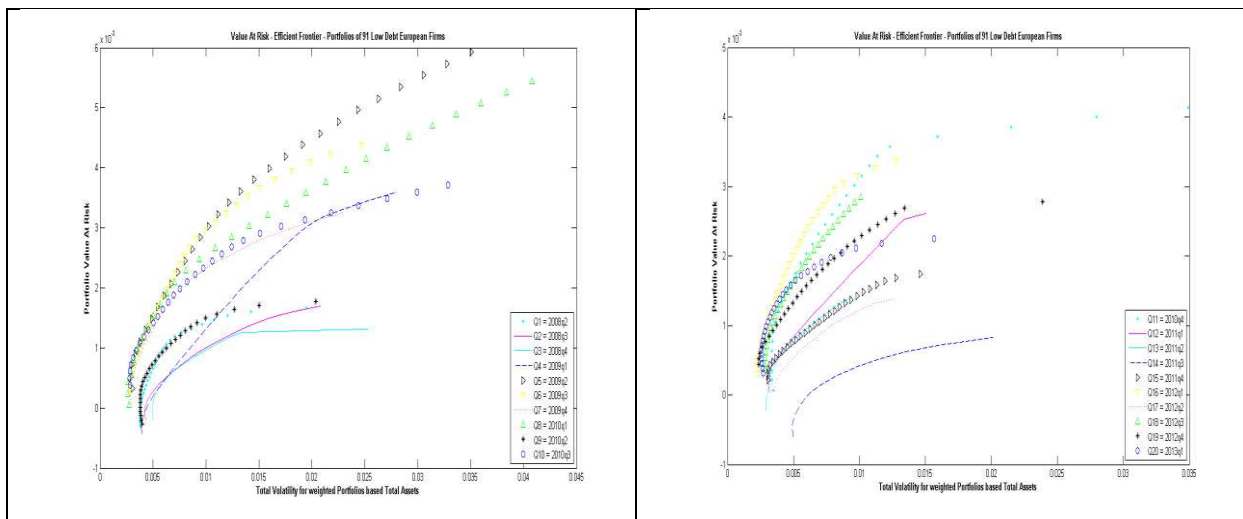 Value At Risk - Efficient Frontier - Portfolios of 91 Low Debt European Firms
x 10⁻³
6
5
4
3
2
1
0
-1
Portfolio Value At Risk
0 0.005 0.01 0.015 0.02 0.025 0.03 0.035 0.04 0.045
Total Volatility for weighted Portfolios based Total Assets
Q1 = 2008q2
Q2 = 2008q3
Q3 = 2008q4
Q4 = 2009q1
Q5 = 2009q2
Q6 = 2009q3
Q7 = 2009q4
Q8 = 2010q1
Q9 = 2010q2
Q10 = 2010q3
Value At Risk - Efficient Frontier - Portfolios of 91 Low Debt European Firms
x 10⁻³
5
4
3
2
1
0
-1
Portfolio Value At Risk
0 0.005 0.01 0.015 0.02 0.025 0.03 0.035
Total Volatility for weighted Portfolios based Total Assets
Q11 = 2010q4
Q12 = 2011q1
Q13 = 2011q2
Q14 = 2011q3
Q15 = 2011q4
Q16 = 2012q1
Q17 = 2012q2
Q18 = 2012q3
Q19 = 2012q4
Q20 = 2013q1